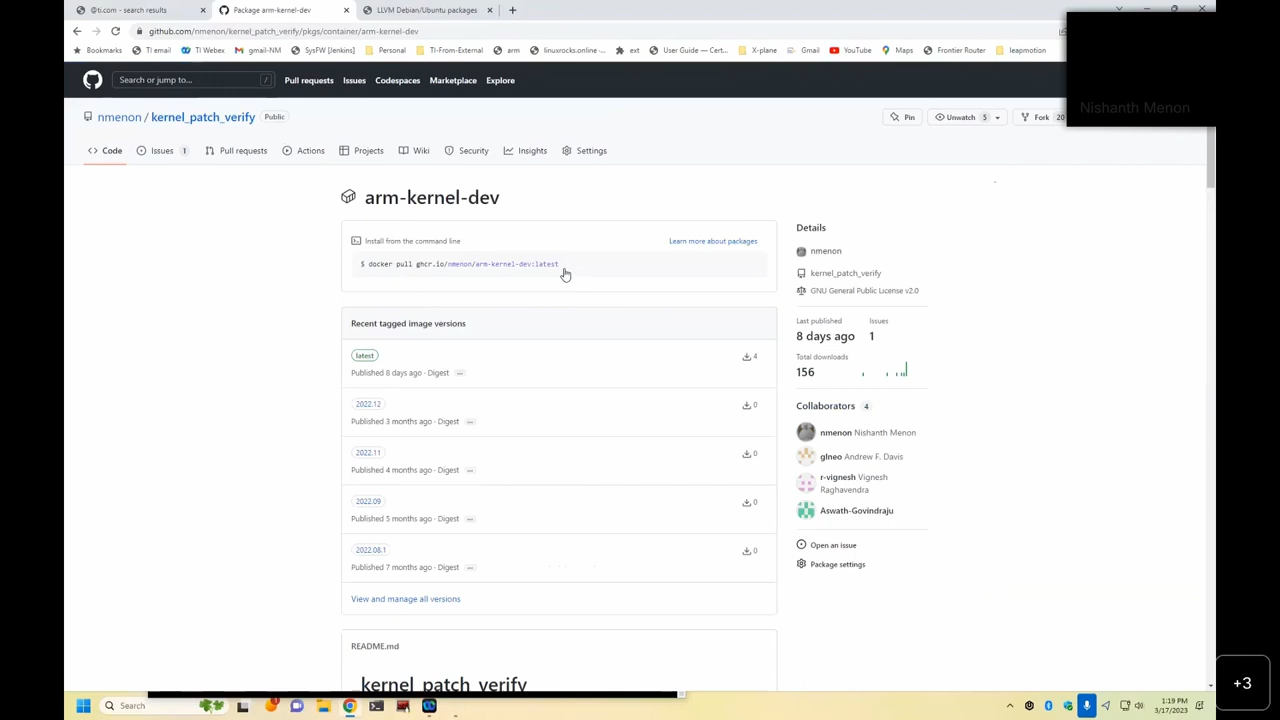 @ti.com - search results
Package arm-kernel-dev
LLVM Debian/Ubuntu packages
github.com/nmenon/kernel_patch_verify/pkgs/container/arm-kernel-dev
Bookmarks TI email TI Webex gmail-NM SysFW [Jenkins] Personal TI-From-External arm linuxrocks.online -... ext User Guide — Cert... X-plane Gmail YouTube Maps Frontier Router leapmotion
Search or jump to... / Pull requests Issues Codespaces Marketplace Explore
Nishanth Menon
nmenon / kernel_patch_verify Public Pin Unwatch 5 Fork 20
Code Issues 1 Pull requests Actions Projects Wiki Security Insights Settings
arm-kernel-dev
Install from the command line
Learn more about packages
$ docker pull ghcr.io/nmenon/arm-kernel-dev:latest
Recent tagged image versions
latest 4
Published 8 days ago · Digest ...
2022.12 0
Published 3 months ago · Digest ...
2022.11 0
Published 4 months ago · Digest ...
2022.09 0
Published 5 months ago · Digest ...
2022.08.1 0
Published 7 months ago · Digest ...
View and manage all versions
README.md
kernel_patch_verify
Details
nmenon
kernel_patch_verify
GNU General Public License v2.0
Last published Issues
8 days ago 1
Total downloads
156
Collaborators 4
nmenon Nishanth Menon
glneo Andrew F. Davis
r-vignesh Vignesh
Raghavendra
Aswath-Govindraju
Open an issue
Package settings
+3
Search
1:19 PM
3/17/2023